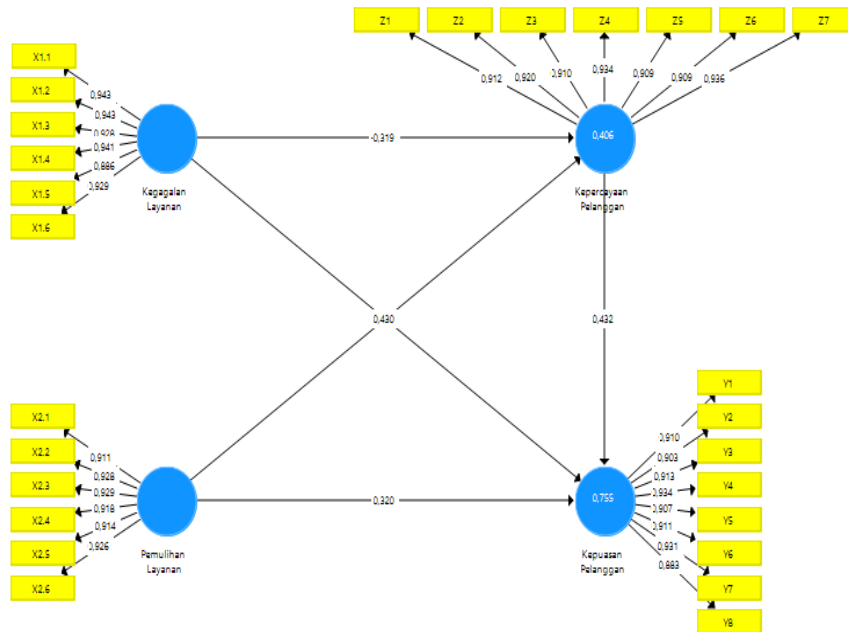 Z1 Z2 Z3 Z4 Z5 Z6 Z7
0,912 0,920 0,910 0,934 0,909 0,909 0,936
X1.1
X1.2
X1.3
X1.4
X1.5
X1.6
0,943
0,943
0,928
0,941
0,886
0,929
Kegagalan
Layanan
-0,319
0,406
Kepercayaan
Pelanggan
0,430
0,432
X2.1
X2.2
X2.3
X2.4
X2.5
X2.6
0,911
0,928
0,929
0,918
0,914
0,926
Pemulihan
Layanan
0,320
0,755
Kepuasan
Pelanggan
0,910
0,903
0,913
0,934
0,907
0,911
0,931
0,883
Y1
Y2
Y3
Y4
Y5
Y6
Y7
Y8